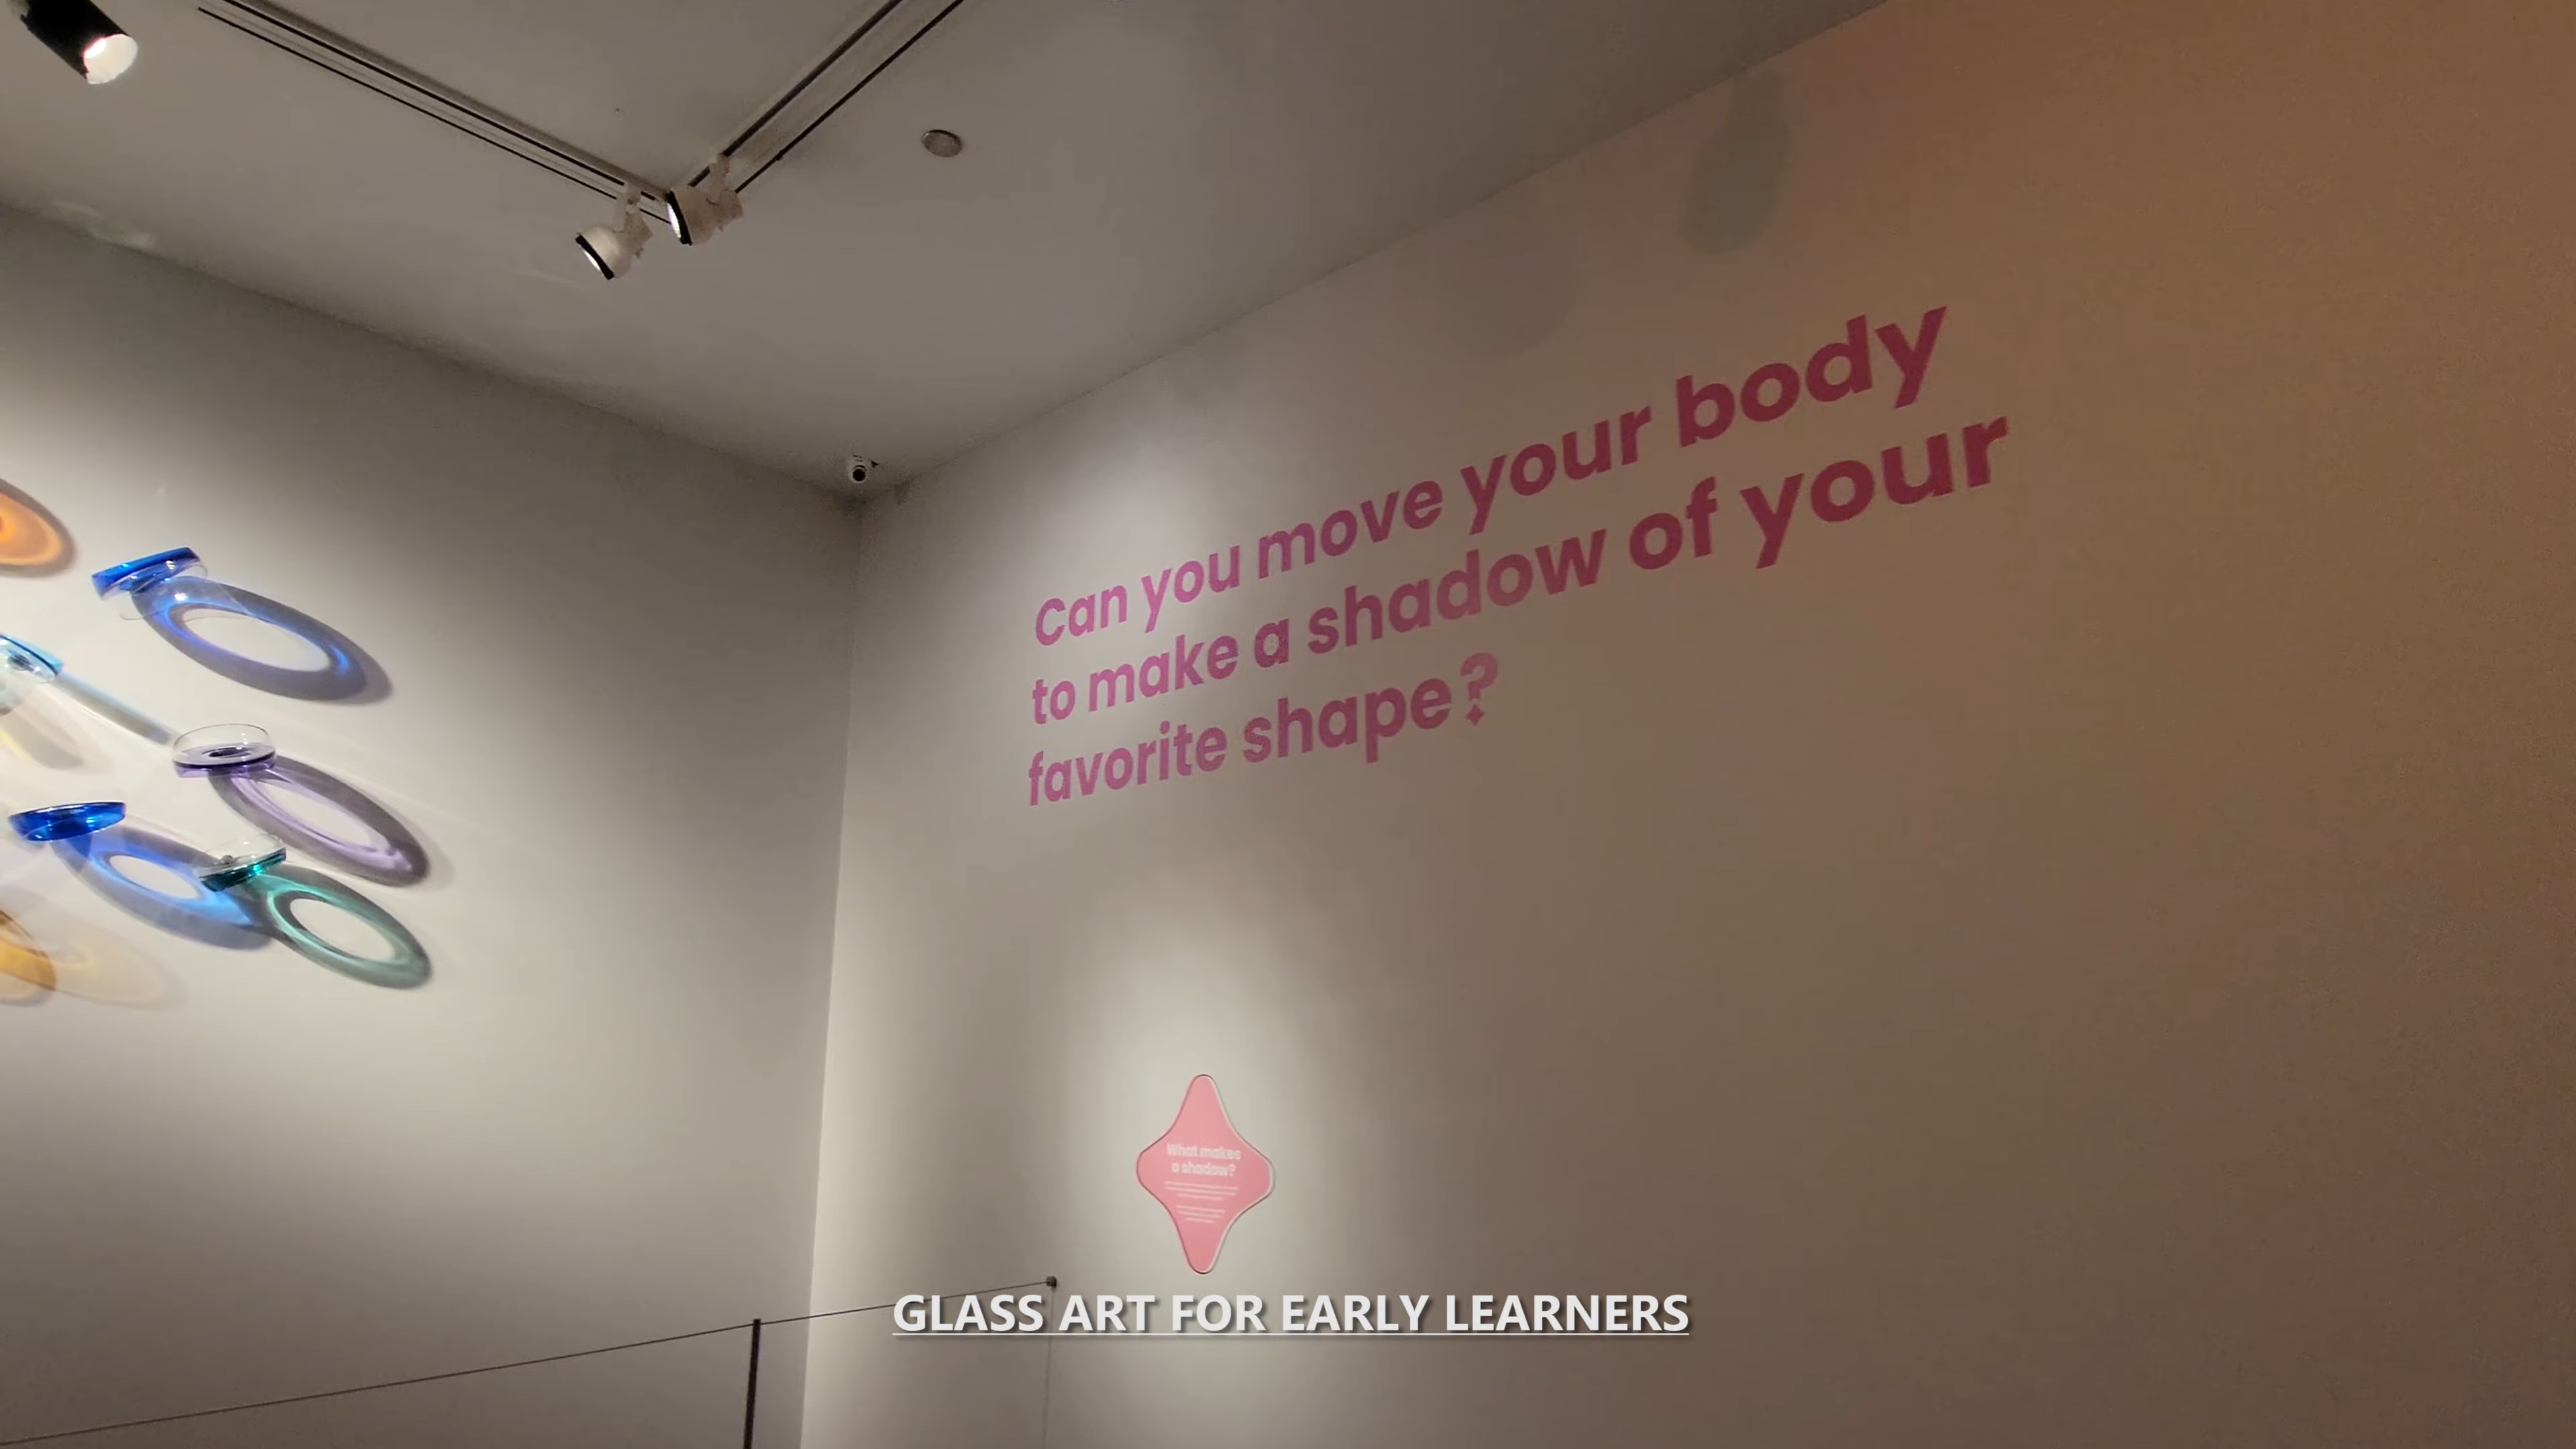 Can you move your body
to make a shadow of your
favorite shape?
What makes
a shadow?
GLASS ART FOR EARLY LEARNERS